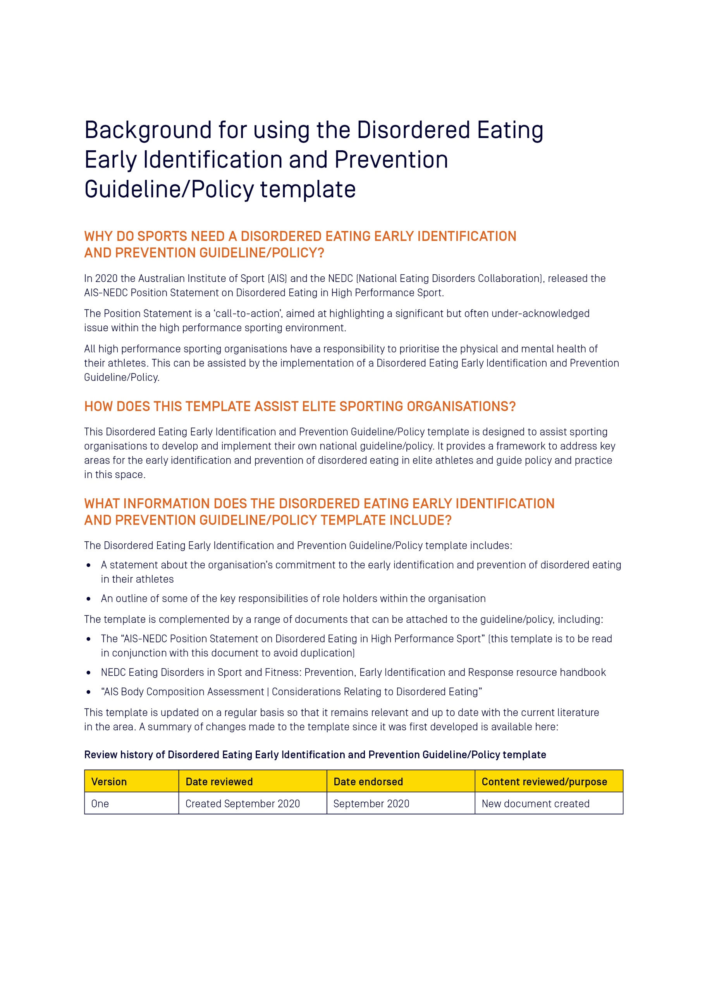 Background for using the Disordered Eating
Early Identification and Prevention
Guideline/Policy template
WHY DO SPORTS NEED A DISORDERED EATING EARLY IDENTIFICATION
AND PREVENTION GUIDELINE/POLICY?
In 2020 the Australian Institute of Sport (AIS) and the NEDC (National Eating Disorders Collaboration), released the
AIS-NEDC Position Statement on Disordered Eating in High Performance Sport.
The Position Statement is a ‘call-to-action’, aimed at highlighting a significant but often under-acknowledged
issue within the high performance sporting environment.
All high performance sporting organisations have a responsibility to prioritise the physical and mental health of
their athletes. This can be assisted by the implementation of a Disordered Eating Early Identification and Prevention
Guideline/Policy.
HOW DOES THIS TEMPLATE ASSIST ELITE SPORTING ORGANISATIONS?
This Disordered Eating Early Identification and Prevention Guideline/Policy template is designed to assist sporting
organisations to develop and implement their own national guideline/policy. It provides a framework to address key
areas for the early identification and prevention of disordered eating in elite athletes and guide policy and practice
in this space.
WHAT INFORMATION DOES THE DISORDERED EATING EARLY IDENTIFICATION
AND PREVENTION GUIDELINE/POLICY TEMPLATE INCLUDE?
The Disordered Eating Early Identification and Prevention Guideline/Policy template includes:
• A statement about the organisation’s commitment to the early identification and prevention of disordered eating
in their athletes
• An outline of some of the key responsibilities of role holders within the organisation
The template is complemented by a range of documents that can be attached to the guideline/policy, including:
• The “AIS-NEDC Position Statement on Disordered Eating in High Performance Sport” (this template is to be read
in conjunction with this document to avoid duplication)
• NEDC Eating Disorders in Sport and Fitness: Prevention, Early Identification and Response resource handbook
• “AIS Body Composition Assessment | Considerations Relating to Disordered Eating”
This template is updated on a regular basis so that it remains relevant and up to date with the current literature
in the area. A summary of changes made to the template since it was first developed is available here:
Review history of Disordered Eating Early Identification and Prevention Guideline/Policy template
Version Date reviewed Date endorsed Content reviewed/purpose
One Created September 2020 September 2020 New document created